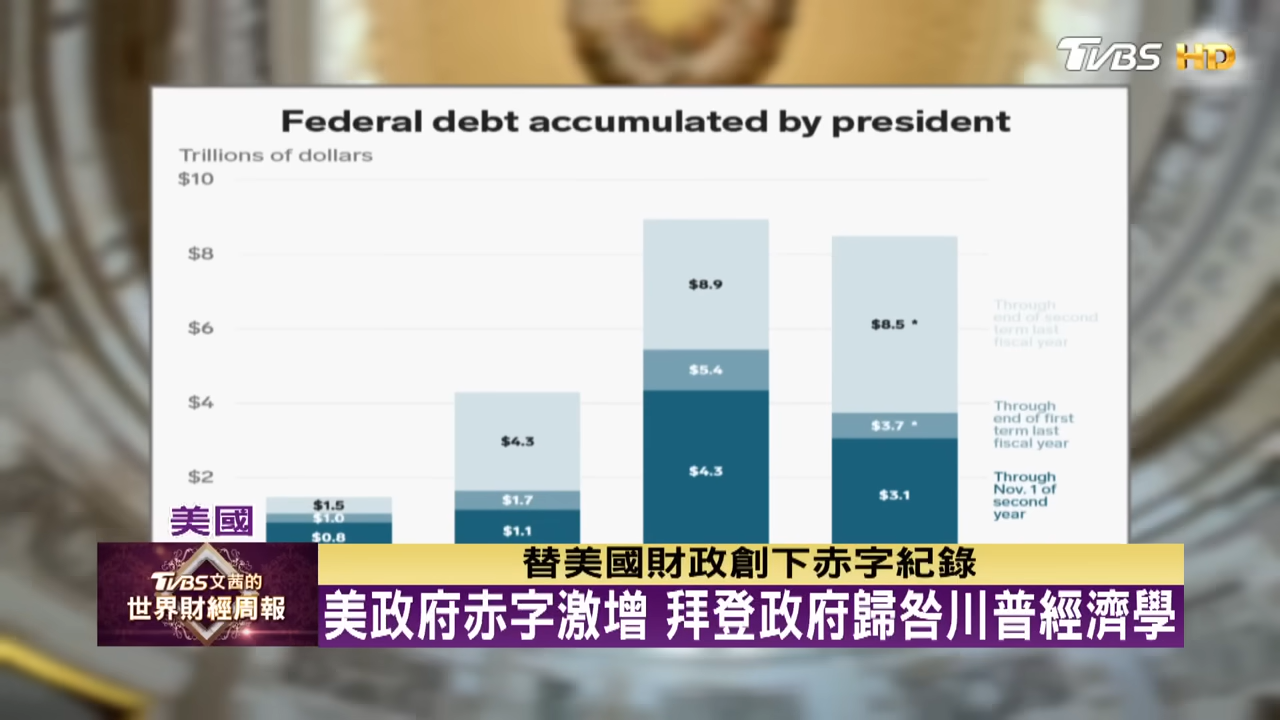 TVBS HD
Federal debt accumulated by president
Trillions of dollars
$10
$8
$6
$4
$2
$1.5
$1.0
$0.8
$4.3
$1.7
$1.1
$8.9
$5.4
$4.3
$8.5 *
$3.7 *
$3.1
Through
end of second
term last
fiscal year
Through
end of first
term last
fiscal year
Through
Nov. 1 of
second
year
美國
TVBS文茜的
世界財經周報
替美國財政創下赤字紀錄
美政府赤字激增 拜登政府歸咎川普經濟學